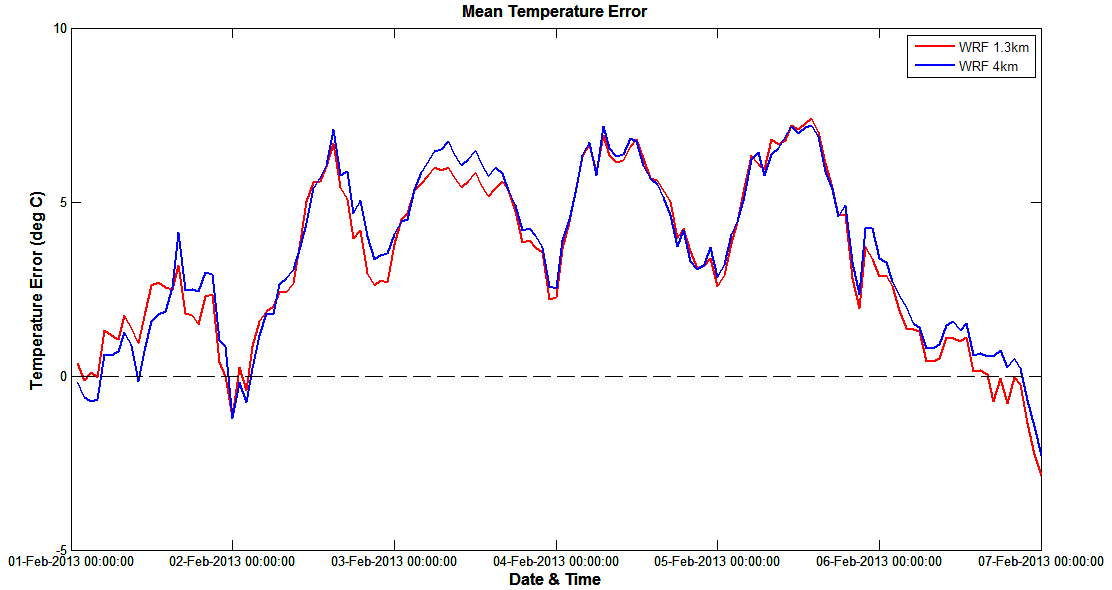 Mean Temperature Error
WRF 1.3km
WRF 4km
10
5
0
-5
Temperature Error (deg C)
01-Feb-2013 00:00:00 02-Feb-2013 00:00:00 03-Feb-2013 00:00:00 04-Feb-2013 00:00:00 05-Feb-2013 00:00:00 06-Feb-2013 00:00:00 07-Feb-2013 00:00:00
Date & Time